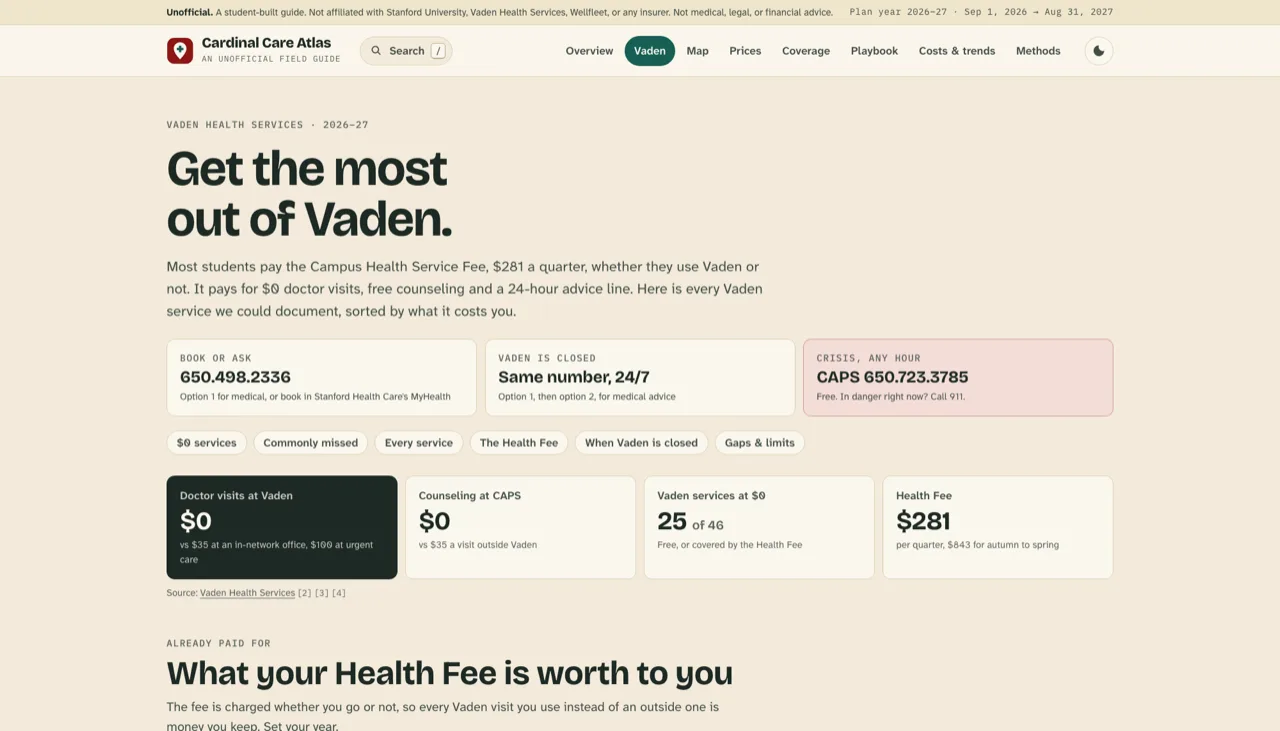 Unofficial. A student-built guide. Not affiliated with Stanford University, Vaden Health Services, Wellfleet, or any insurer. Not medical, legal, or financial advice. Plan year 2026–27 · Sep 1, 2026 → Aug 31, 2027
Cardinal Care Atlas
AN UNOFFICIAL FIELD GUIDE
Search /
Overview Vaden Map Prices Coverage Playbook Costs & trends Methods
VADEN HEALTH SERVICES · 2026–27
Get the most
out of Vaden.
Most students pay the Campus Health Service Fee, $281 a quarter, whether they use Vaden or
not. It pays for $0 doctor visits, free counseling and a 24-hour advice line. Here is every Vaden
service we could document, sorted by what it costs you.
BOOK OR ASK
650.498.2336
Option 1 for medical, or book in Stanford Health Care's MyHealth
VADEN IS CLOSED
Same number, 24/7
Option 1, then option 2, for medical advice
CRISIS, ANY HOUR
CAPS 650.723.3785
Free. In danger right now? Call 911.
$0 services Commonly missed Every service The Health Fee When Vaden is closed Gaps & limits
Doctor visits at Vaden
$0
vs $35 at an in-network office, $100 at urgent
care
Counseling at CAPS
$0
vs $35 a visit outside Vaden
Vaden services at $0
25 of 46
Free, or covered by the Health Fee
Health Fee
$281
per quarter, $843 for autumn to spring
Source: Vaden Health Services [2] [3] [4]
ALREADY PAID FOR
What your Health Fee is worth to you
The fee is charged whether you go or not, so every Vaden visit you use instead of an outside one is
money you keep. Set your year.